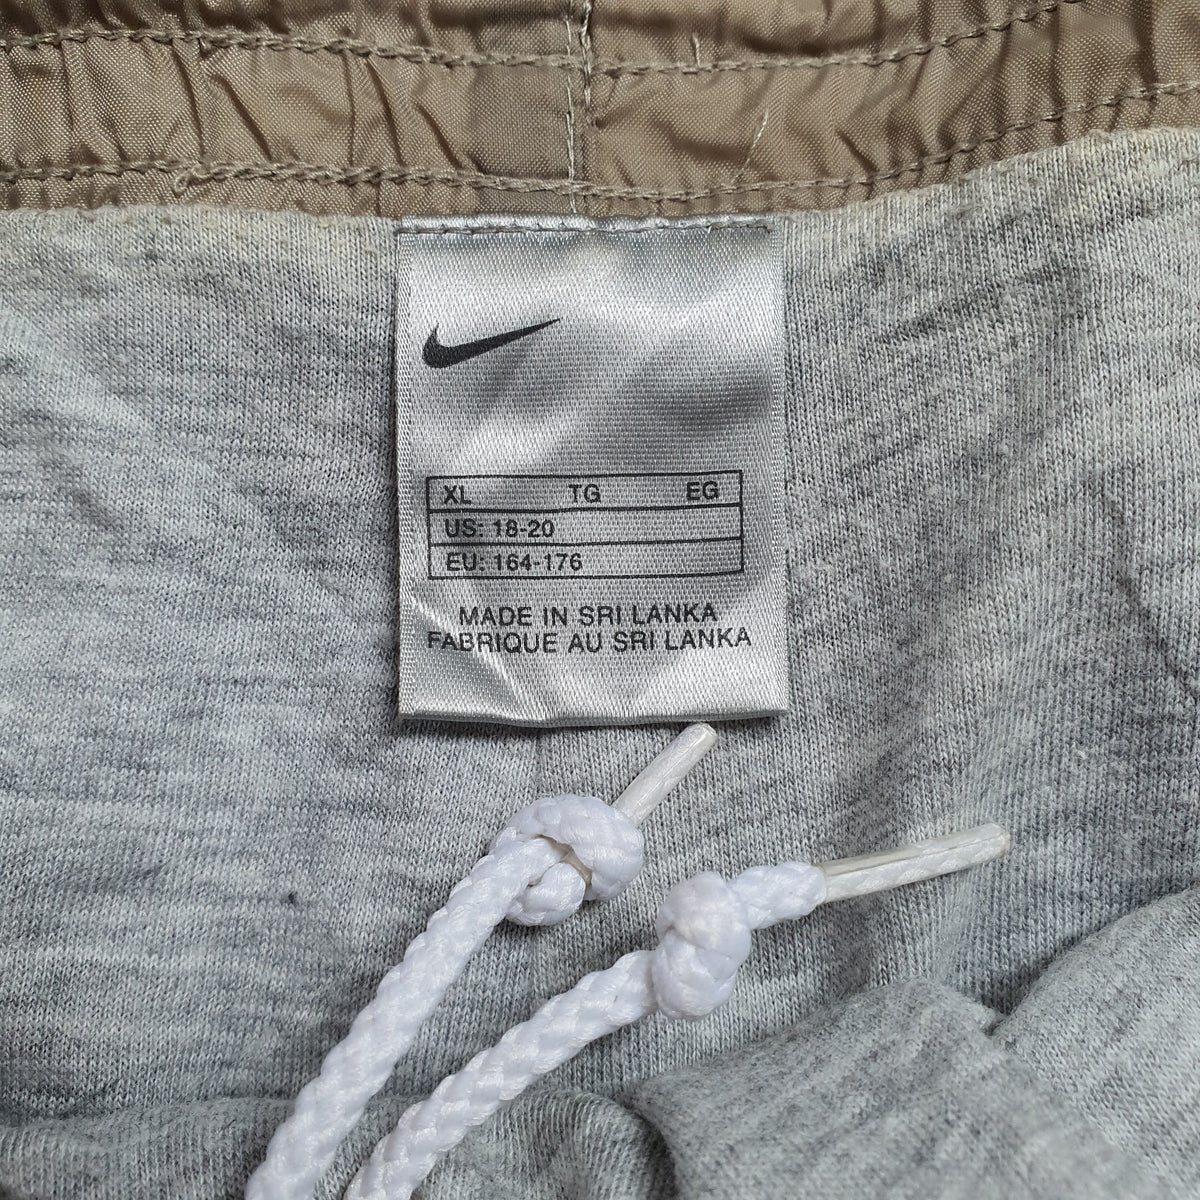 XL TG EG
US: 18-20
EU: 164-176
MADE IN SRI LANKA
FABRIQUE AU SRI LANKA